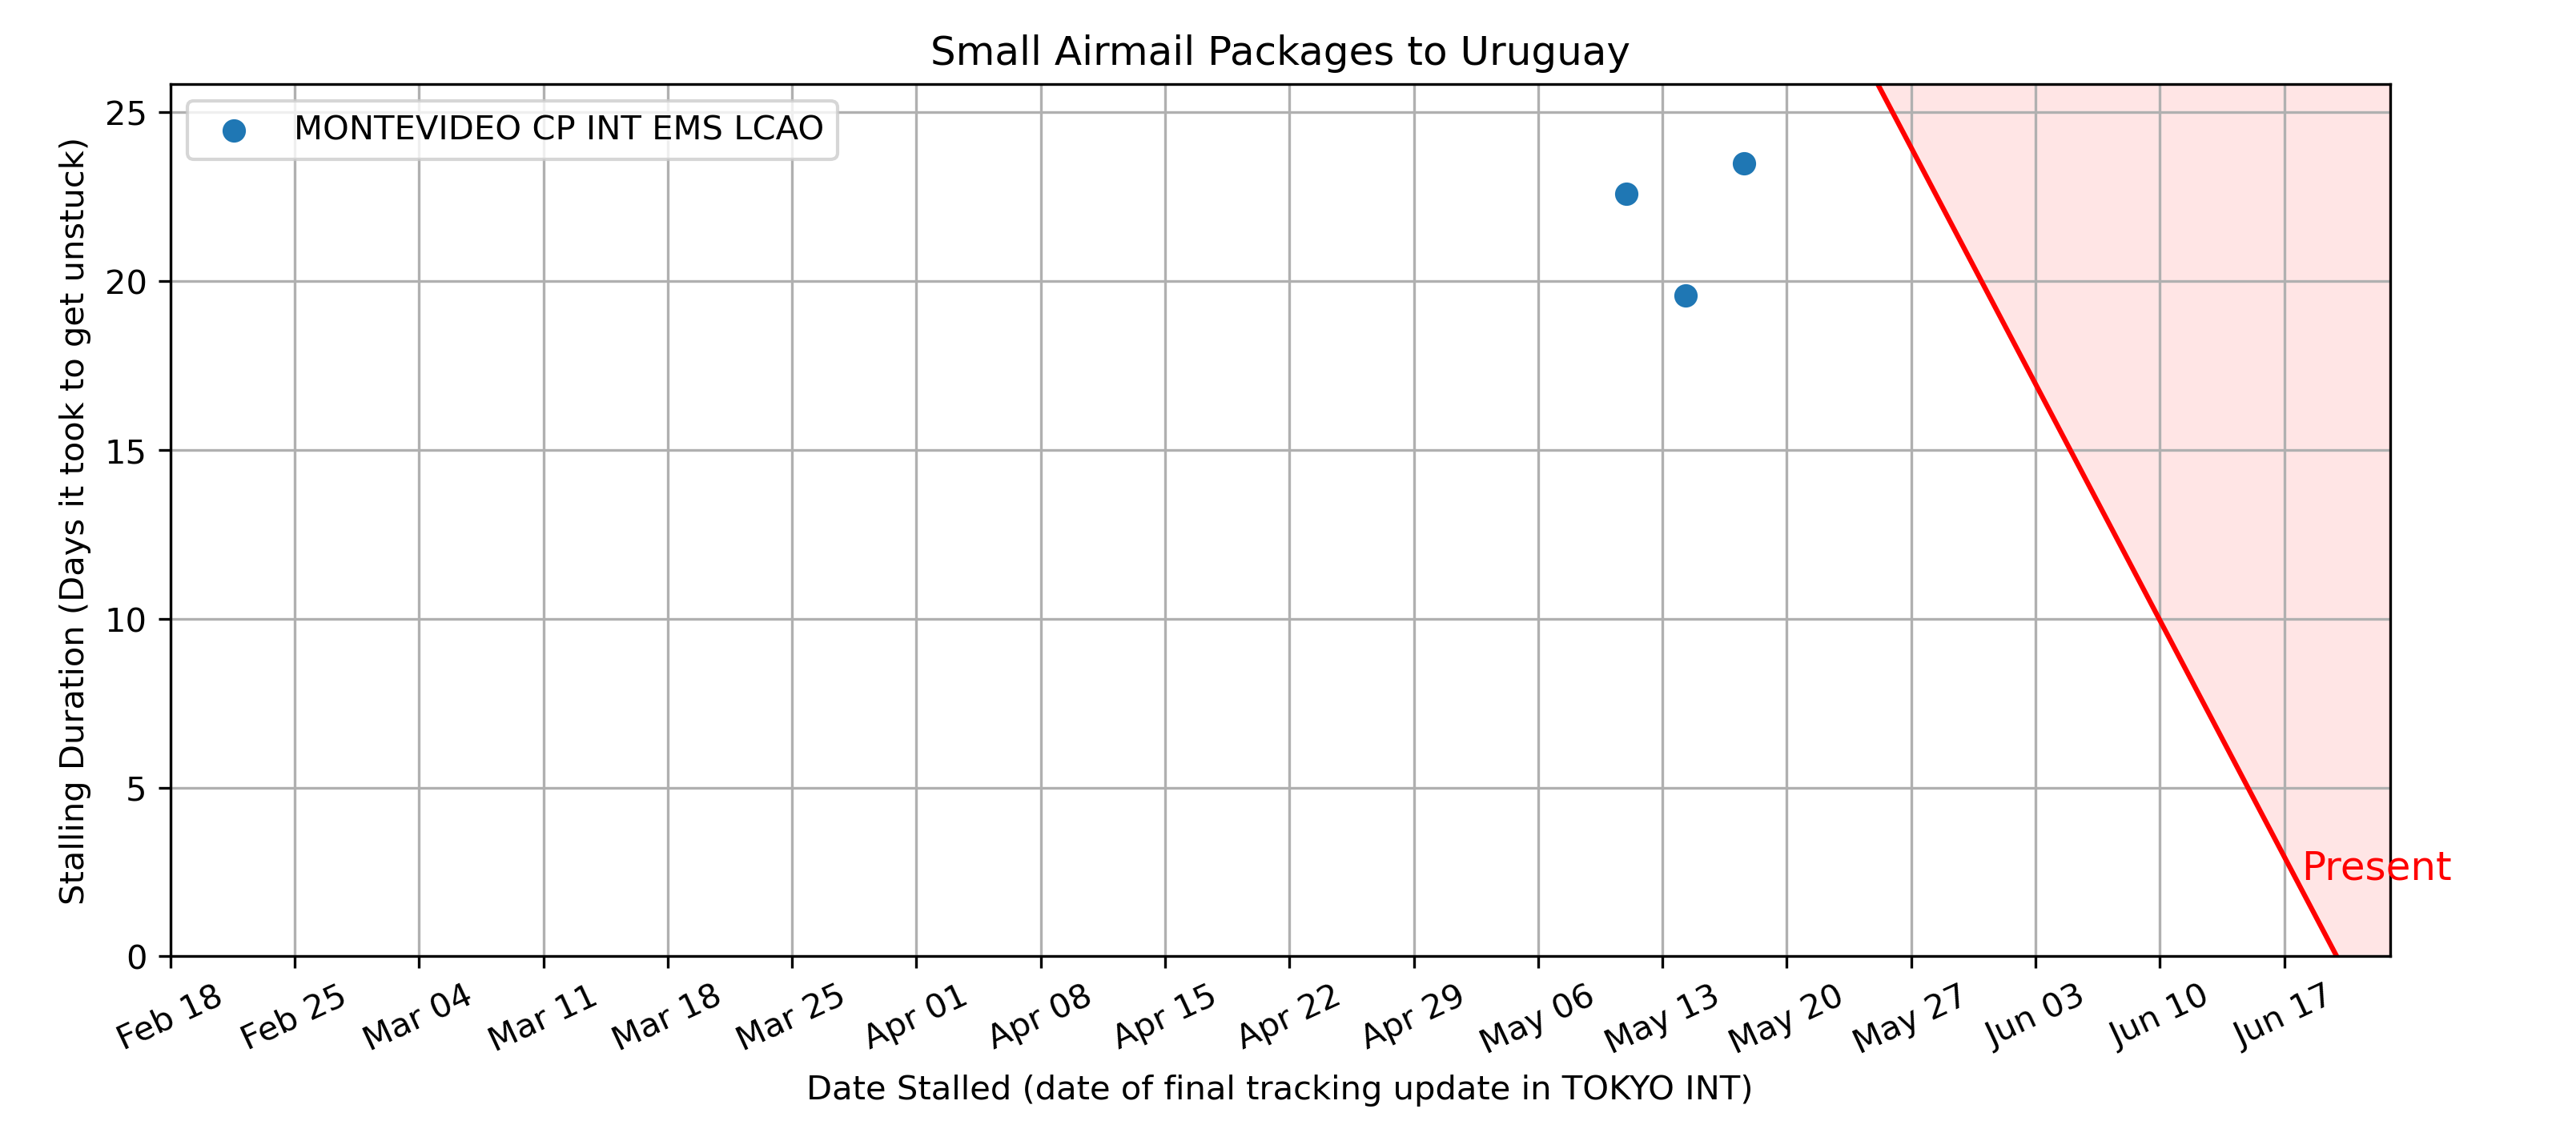 Small Airmail Packages to Uruguay
MONTEVIDEO CP INT EMS LCAO
Stalling Duration (Days it took to get unstuck)
25
20
15
10
5
0
Present
Feb 18
Feb 25
Mar 04
Mar 11
Mar 18
Mar 25
Apr 01
Apr 08
Apr 15
Apr 22
Apr 29
May 06
May 13
May 20
May 27
Jun 03
Jun 10
Jun 17
Date Stalled (date of final tracking update in TOKYO INT)